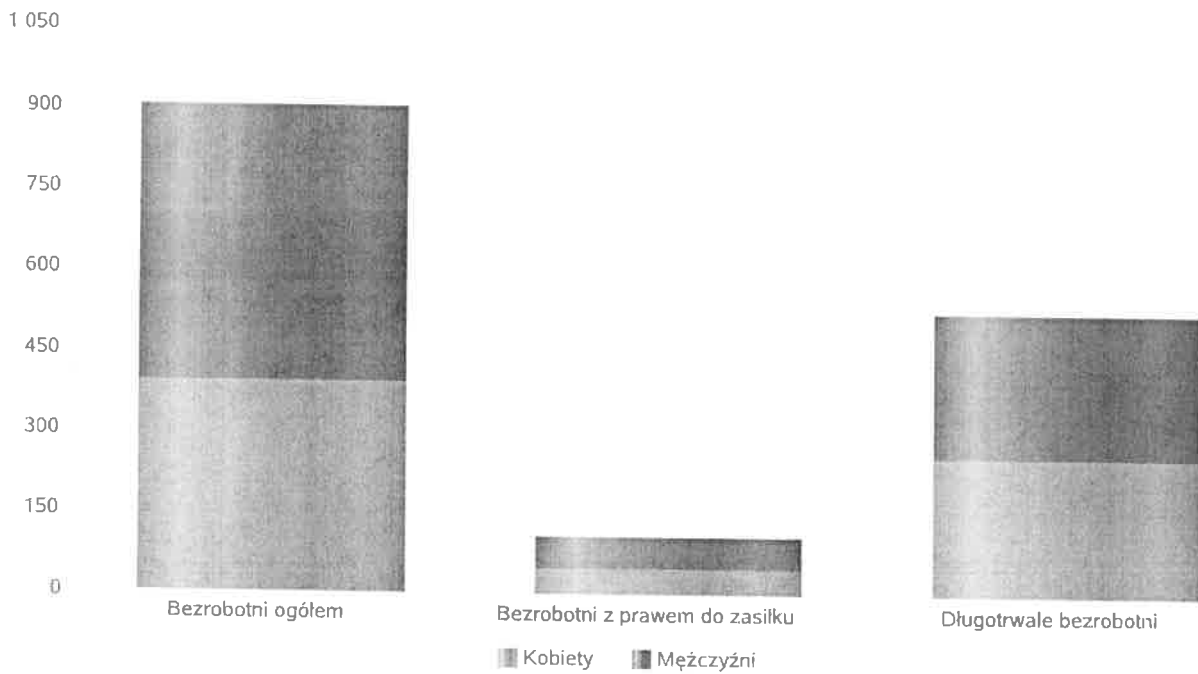 1 050
900
750
600
450
300
150
0
Bezrobotni ogółem
Bezrobotni z prawem do zasiłku
Długotrwale bezrobotni
Kobiety
Mężczyźni